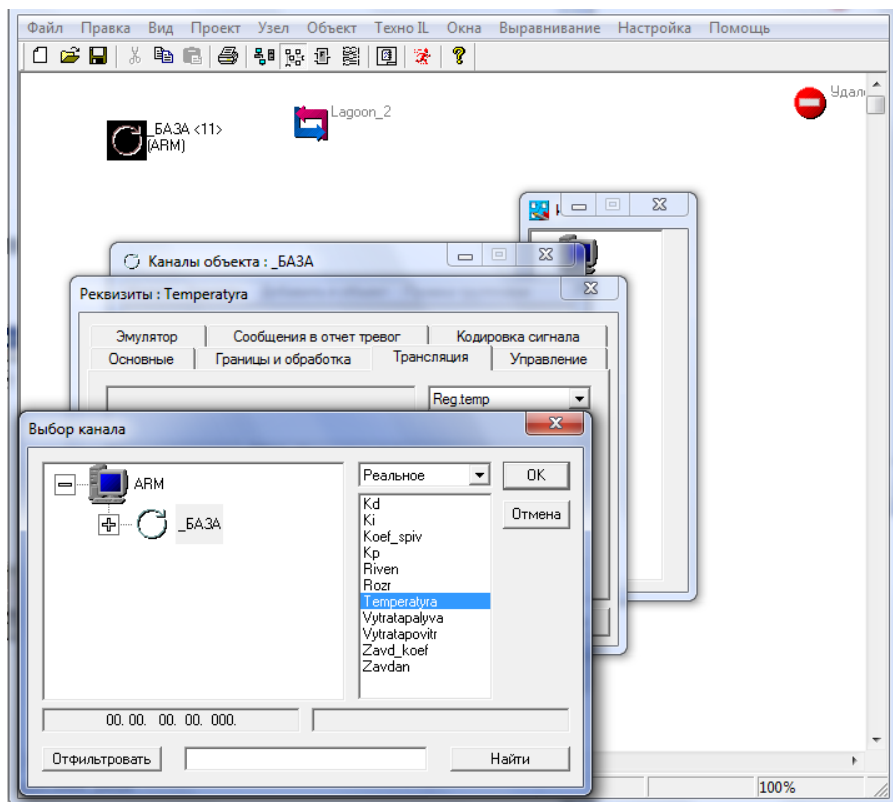 Файл Правка Вид Проект Узел Объект Техно IL Окна Выравнивание Настройка Помощь
_БАЗА <11>
(ARM)
Lagoon_2
Каналы объекта : _БАЗА
Реквизиты : Temperatyra
Эмулятор Сообщения в отчет тревог Кодировка сигнала
Основные Границы и обработка Трансляция Управление
Reg.temp
Выбор канала
ARM
_БАЗА
Реальное
OK
Отмена
Kd
Ki
Koef_spiv
Kp
Riven
Rozr
Temperatyra
Vytratapalyva
Vytratapovitr
Zavd_koef
Zavdan
00. 00. 00. 00. 000.
Отфильтровать
Найти
100%